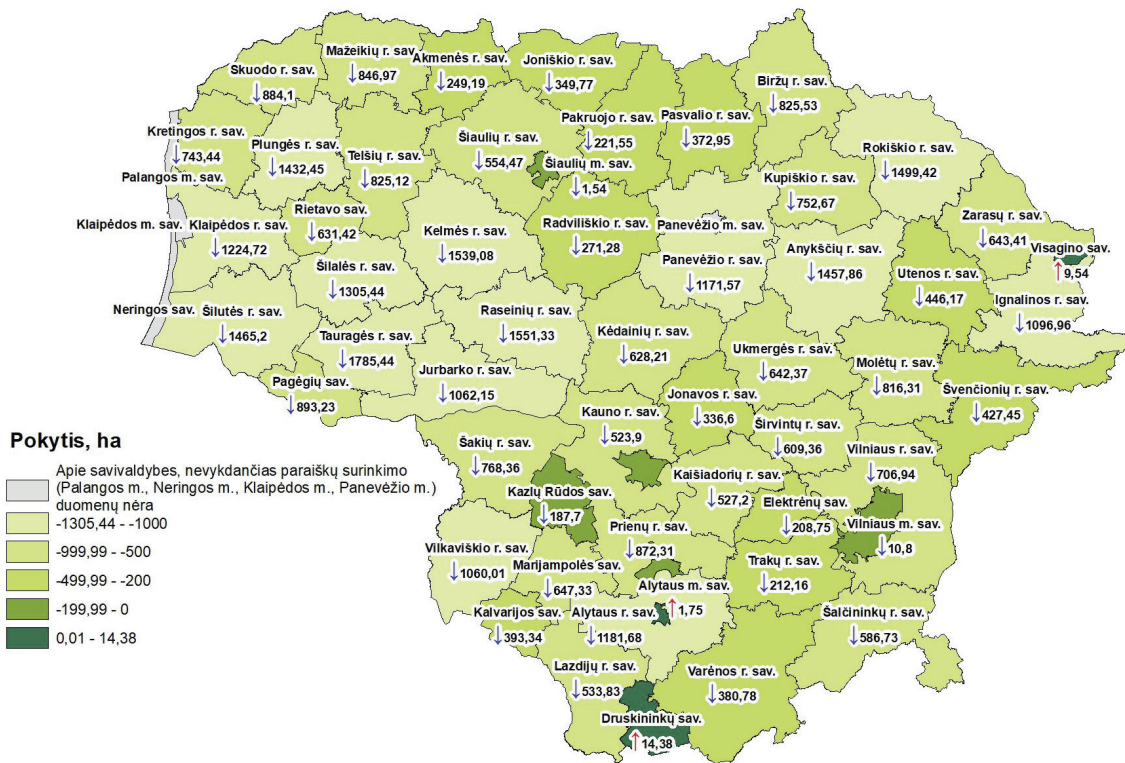 Mažeikių r. sav.
↓846,97
Akmenės r. sav.
↓249,19
Joniškio r. sav.
↓349,77
Skuodo r. sav.
↓884,1
Biržų r. sav.
↓825,53
Pakruojo r. sav.
↓221,55
Pasvalio r. sav.
↓372,95
Kretingos r. sav.
↓743,44
Plungės r. sav.
↓1432,45
Telšių r. sav.
↓825,12
Šiaulių r. sav.
↓554,47
Šiaulių m. sav.
↓1,54
Rokiškio r. sav.
↓1499,42
Palangos m. sav.
Kupiškio r. sav.
↓752,67
Klaipėdos m. sav.
Klaipėdos r. sav.
↓1224,72
Rietavo sav.
↓631,42
Kelmės r. sav.
↓1539,08
Radviliškio r. sav.
↓271,28
Panevėžio m. sav.
Panevėžio r. sav.
↓1171,57
Anykščių r. sav.
↓1457,86
Zarasų r. sav.
↓643,41
Visagino sav.
↑9,54
Utenos r. sav.
↓446,17
Ignalinos r. sav.
↓1096,96
Šilalės r. sav.
↓1305,44
Neringos sav.
Šilutės r. sav.
↓1465,2
Tauragės r. sav.
↓1785,44
Raseinių r. sav.
↓1551,33
Kėdainių r. sav.
↓628,21
Ukmergės r. sav.
↓642,37
Molėtų r. sav.
↓816,31
Švenčionių r. sav.
↓427,45
Pagėgių sav.
↓893,23
Jurbarko r. sav.
↓1062,15
Jonavos r. sav.
↓336,6
Kauno r. sav.
↓523,9
Širvintų r. sav.
↓609,36
Vilniaus r. sav.
↓706,94
Šakių r. sav.
↓768,36
Kaišiadorių r. sav.
↓527,2
Kazlų Rūdos sav.
↓187,7
Elektrėnų sav.
↓208,75
Vilniaus m. sav.
↓10,8
Prienų r. sav.
↓872,31
Vilkaviškio r. sav.
↓1060,01
Marijampolės sav.
↓647,33
Trakų r. sav.
↓212,16
Alytaus m. sav.
↑1,75
Kalvarijos sav.
↓393,34
Alytaus r. sav.
↓1181,68
Šalčininkų r. sav.
↓586,73
Lazdijų r. sav.
↓533,83
Varėnos r. sav.
↓380,78
Druskininkų sav.
↑14,38
Pokytis, ha
Apie savivaldybes, nevykdančias paraiškų surinkimo
(Palangos m., Neringos m., Klaipėdos m., Panevėžio m.)
duomenų nėra
-1305,44 - -1000
-999,99 - -500
-499,99 - -200
-199,99 - 0
0,01 - 14,38